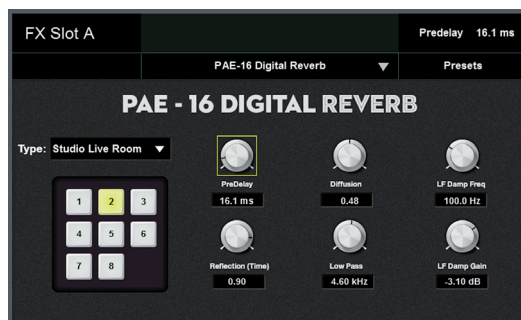 FX Slot A
Predelay 16.1 ms
PAE-16 Digital Reverb
Presets
PAE - 16 DIGITAL REVERB
Type: Studio Live Room
1 2 3
4 5 6
7 8
PreDelay
16.1 ms
Diffusion
0.48
LF Damp Freq
100.0 Hz
Reflection (Time)
0.90
Low Pass
4.60 kHz
LF Damp Gain
-3.10 dB